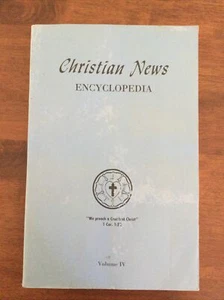 Christian News
ENCYCLOPEDIA
"We preach a Crucified Christ"
I Cor. 1:23
Volume IV